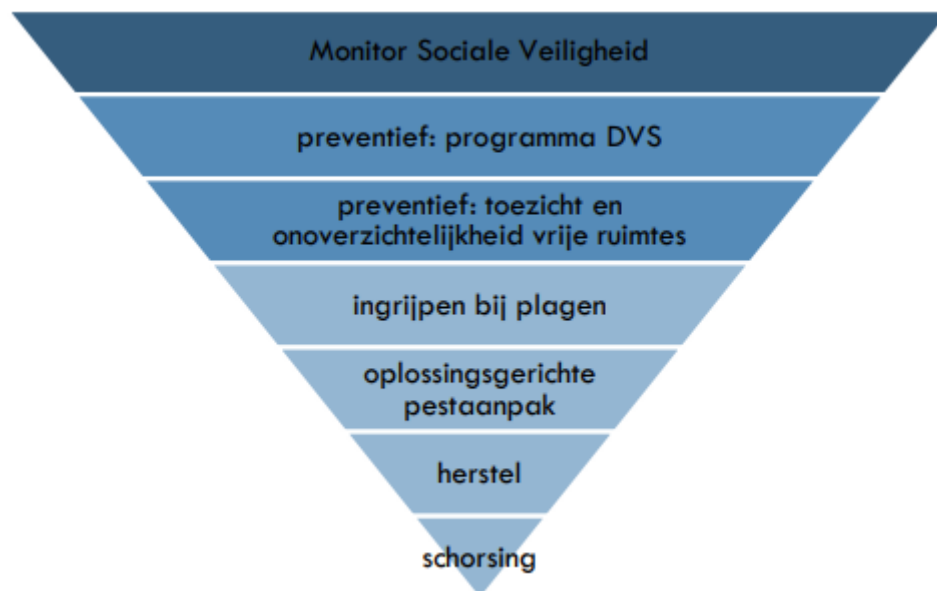 Monitor Sociale Veiligheid
preventief: programma DVS
preventief: toezicht en
onoverzichtelijkheid vrije ruimtes
ingrijpen bij plagen
oplossingsgerichte
pestaanpak
herstel
schorsing